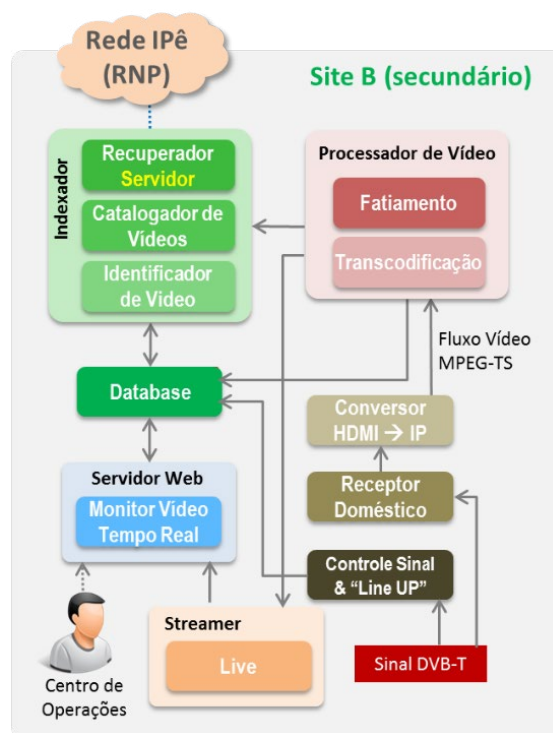 Rede IPê
(RNP)
Site B (secundário)
Indexador
Recuperador
Servidor
Catalogador de
Vídeos
Identificador
de Video
Processador de Vídeo
Fatiamento
Transcodificação
Fluxo Vídeo
MPEG-TS
Database
Conversor
HDMI → IP
Servidor Web
Monitor Vídeo
Tempo Real
Receptor
Doméstico
Controle Sinal
& “Line UP”
Streamer
Live
Sinal DVB-T
Centro de
Operações